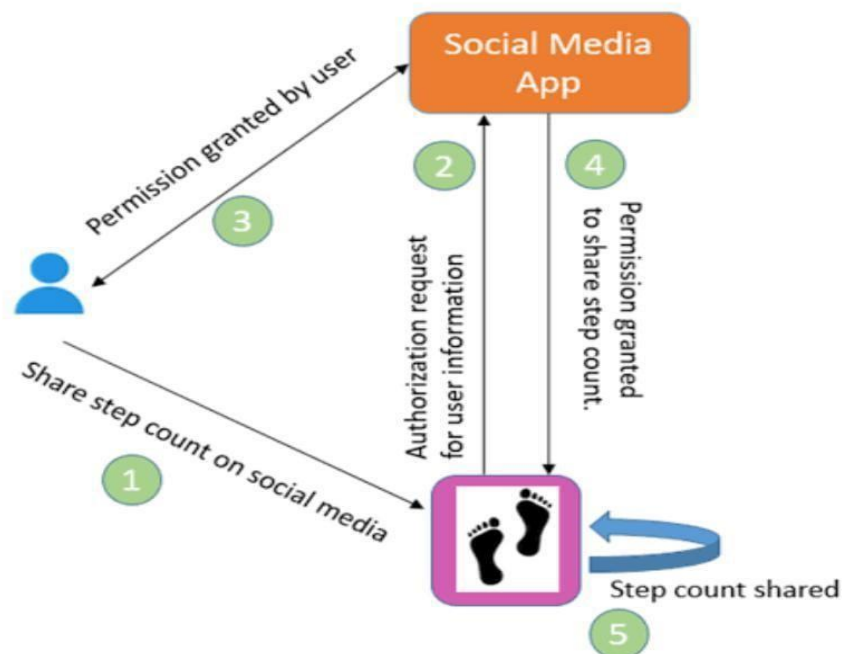 Social Media
App
Permission granted by user
3
2
4
Authorization request
for user information
Permission granted
to share step count.
Share step count on social media
1
Step count shared
5